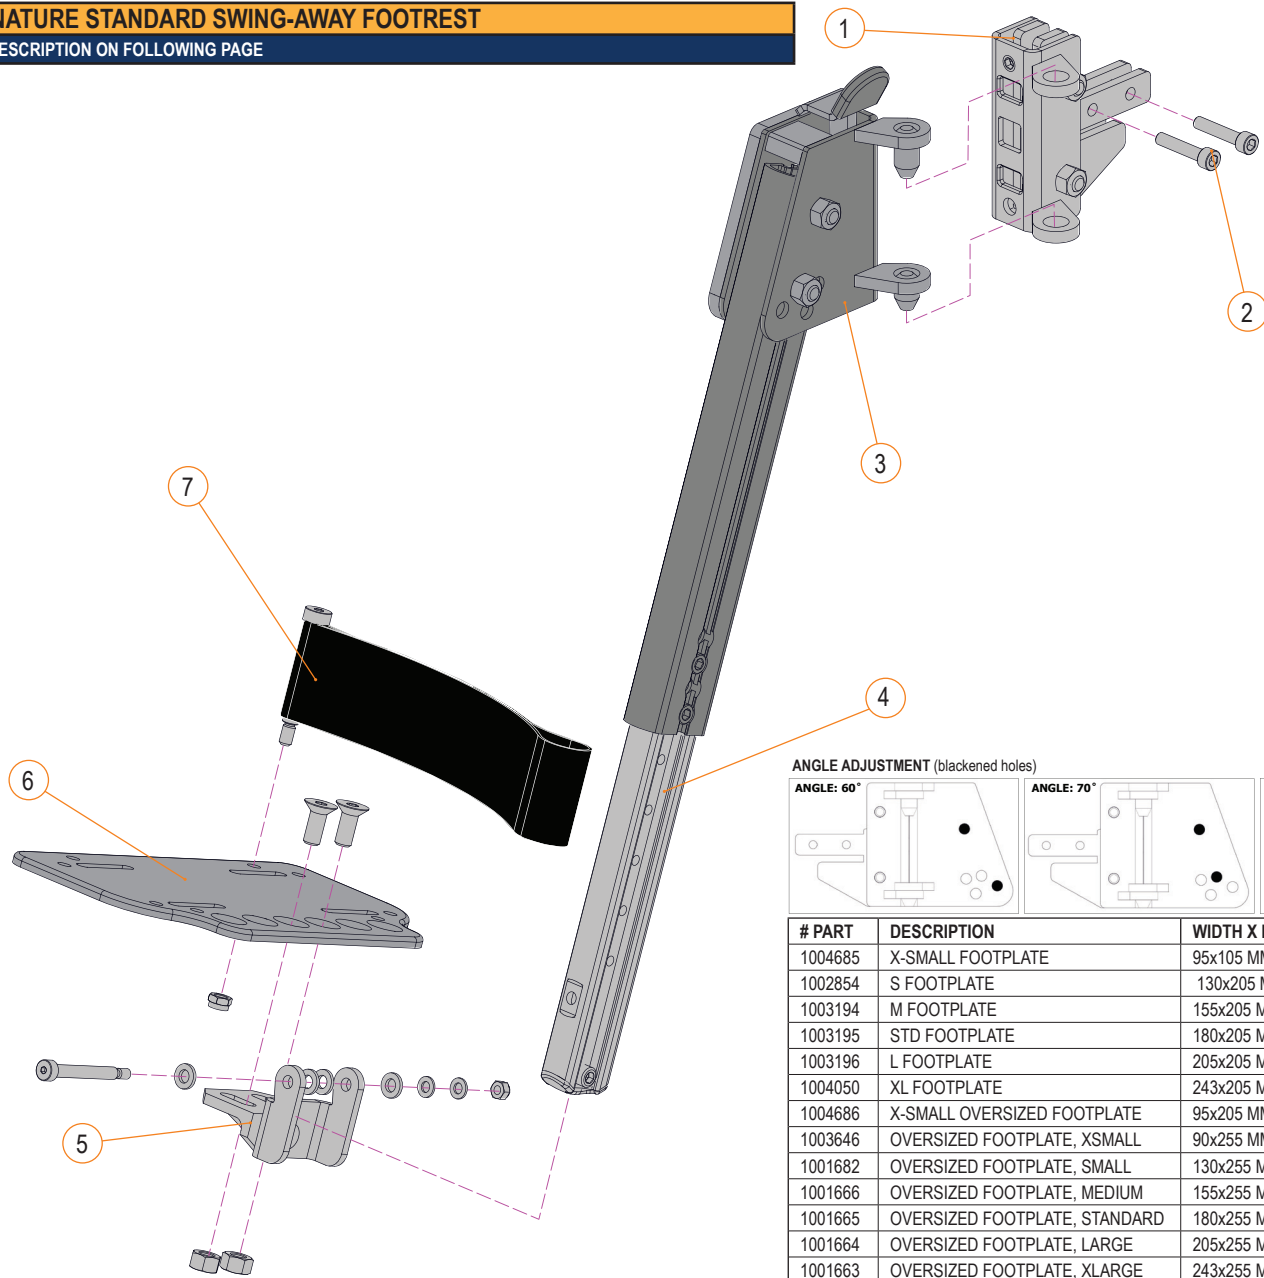 NATURE STANDARD SWING-AWAY FOOTREST
ESCRIPTION ON FOLLOWING PAGE
1
2
3
7
4
6
5
ANGLE ADJUSTMENT (blackened holes)
ANGLE: 60° ANGLE: 70°
# PART DESCRIPTION WIDTH X
1004685 X-SMALL FOOTPLATE 95x105 MM
1002854 S FOOTPLATE 130x205 M
1003194 M FOOTPLATE 155x205 M
1003195 STD FOOTPLATE 180x205 M
1003196 L FOOTPLATE 205x205 M
1004050 XL FOOTPLATE 243x205 M
1004686 X-SMALL OVERSIZED FOOTPLATE 95x205 MM
1003646 OVERSIZED FOOTPLATE, XSMALL 90x255 MM
1001682 OVERSIZED FOOTPLATE, SMALL 130x255 M
1001666 OVERSIZED FOOTPLATE, MEDIUM 155x255 M
1001665 OVERSIZED FOOTPLATE, STANDARD 180x255 M
1001664 OVERSIZED FOOTPLATE, LARGE 205x255 M
1001663 OVERSIZED FOOTPLATE, XLARGE 243x255 M